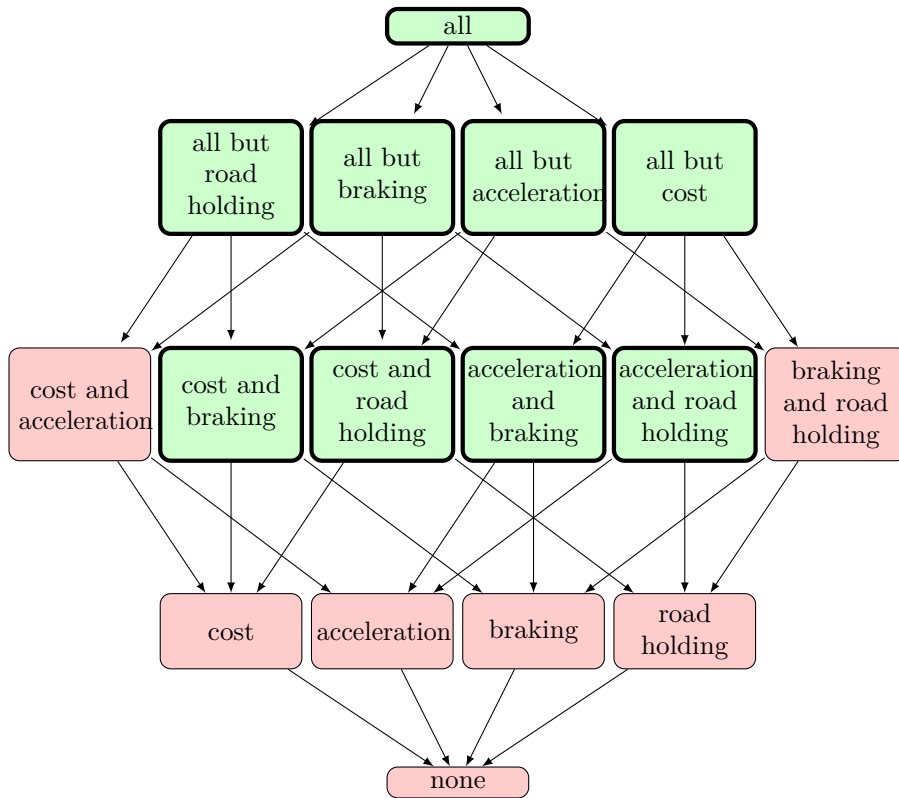 all
all but
road
holding
all but
braking
all but
acceleration
all but
cost
cost and
acceleration
cost and
braking
cost and
road
holding
acceleration
and
braking
acceleration
and road
holding
braking
and road
holding
cost
acceleration
braking
road
holding
none